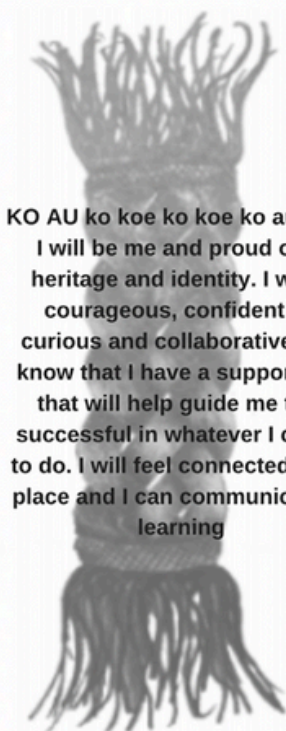 KO AU ko koe ko koe ko
I will be me and proud
heritage and identity. I
courageous, confident
curious and collaborative
know that I have a
that will help guide me
successful in whatever I
to do. I will feel connected
place and I can
learning